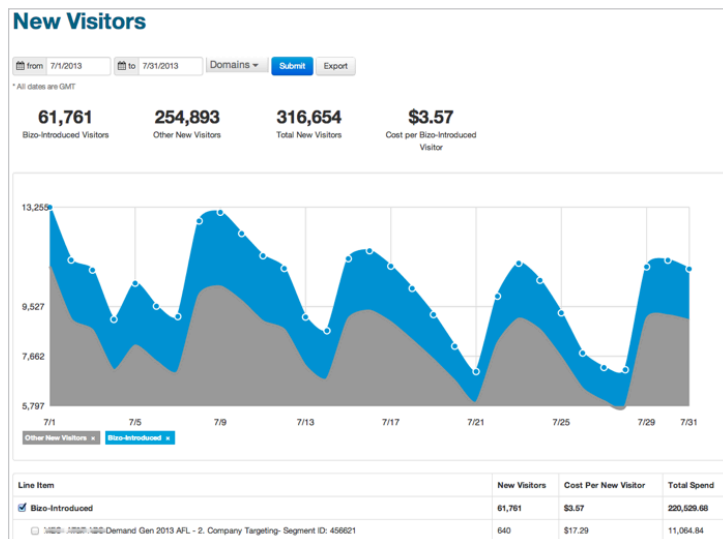 New Visitors
from 7/1/2013 to 7/31/2013 Domains Submit Export
* All dates are GMT
61,761 254,893 316,654 $3.57
Bizo-Introduced Visitors Other New Visitors Total New Visitors Cost per Bizo-Introduced
Visitor
13,255
9,527
7,662
5,797
7/1 7/5 7/9 7/13 7/17 7/21 7/25 7/29 7/31
Other New Visitors × Bizo-Introduced ×
Line Item New Visitors Cost Per New Visitor Total Spend
Bizo-Introduced 61,761 $3.57 220,529.68
Demand Gen 2013 AFL - 2. Company Targeting- Segment ID: 456621 640 $17.29 11,064.84